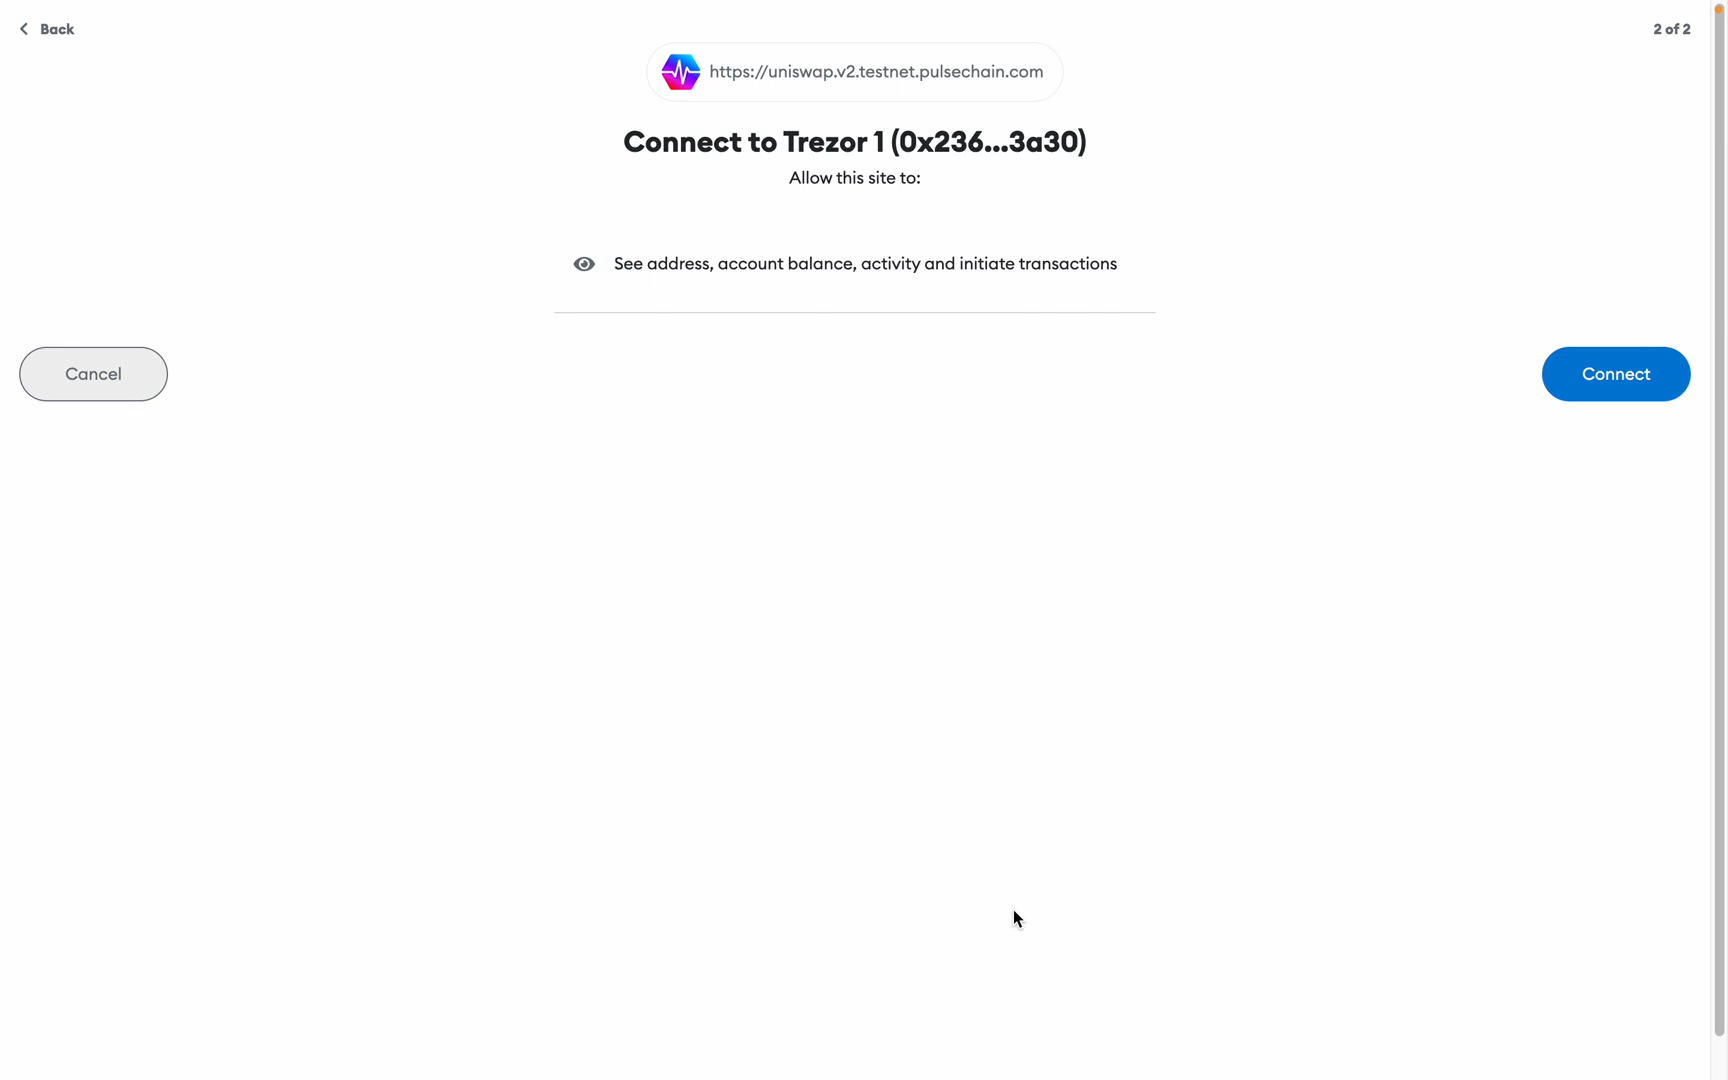 Back
2 of 2
https://uniswap.v2.testnet.pulsechain.com
Connect to Trezor 1 (0x236...3a30)
Allow this site to:
See address, account balance, activity and initiate transactions
Cancel
Connect